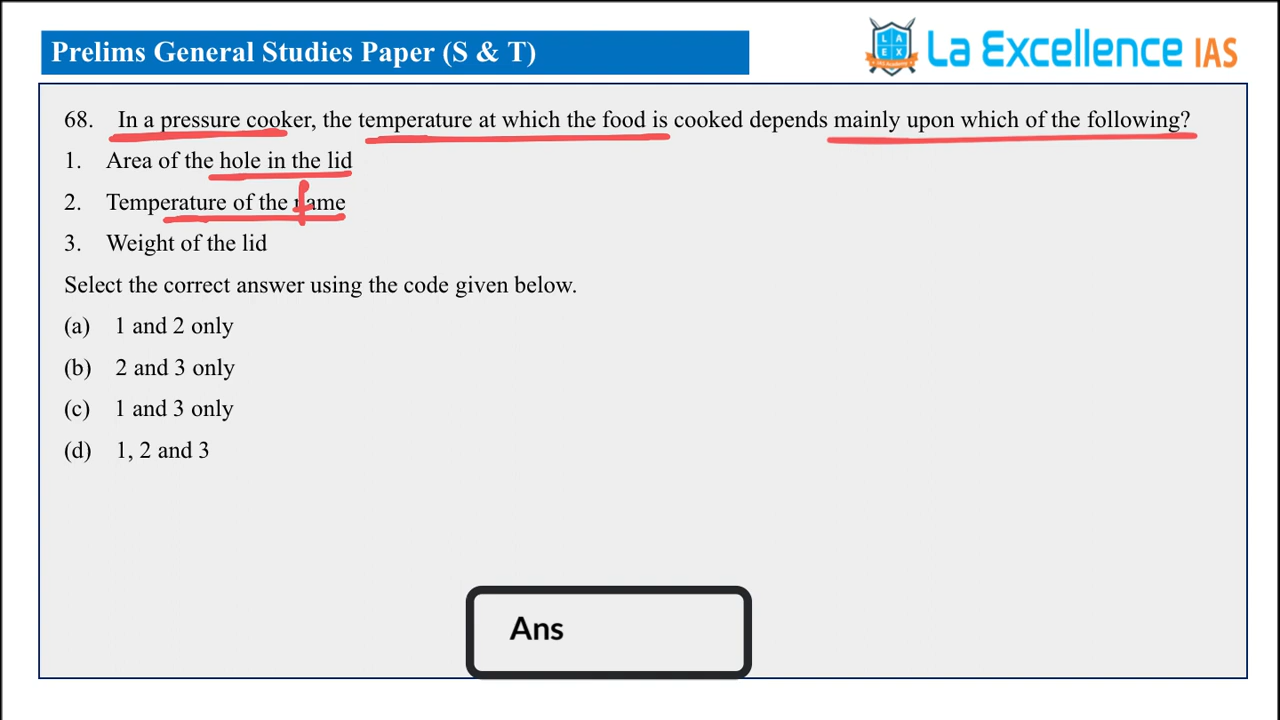 Prelims General Studies Paper (S & T)
LA
EX
La Excellence IAS
68. In a pressure cooker, the temperature at which the food is cooked depends mainly upon which of the following?
1. Area of the hole in the lid
2. Temperature of the fame
3. Weight of the lid
Select the correct answer using the code given below.
(a) 1 and 2 only
(b) 2 and 3 only
(c) 1 and 3 only
(d) 1, 2 and 3
Ans